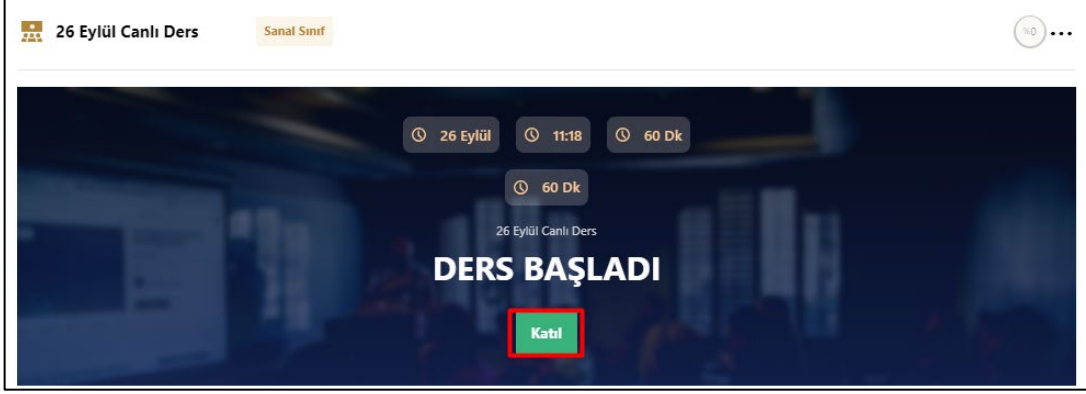 26 Eylül Canlı Ders Sanal Sınıf %0
26 Eylül 11:18 60 Dk
60 Dk
26 Eylül Canlı Ders
DERS BAŞLADI
Katıl